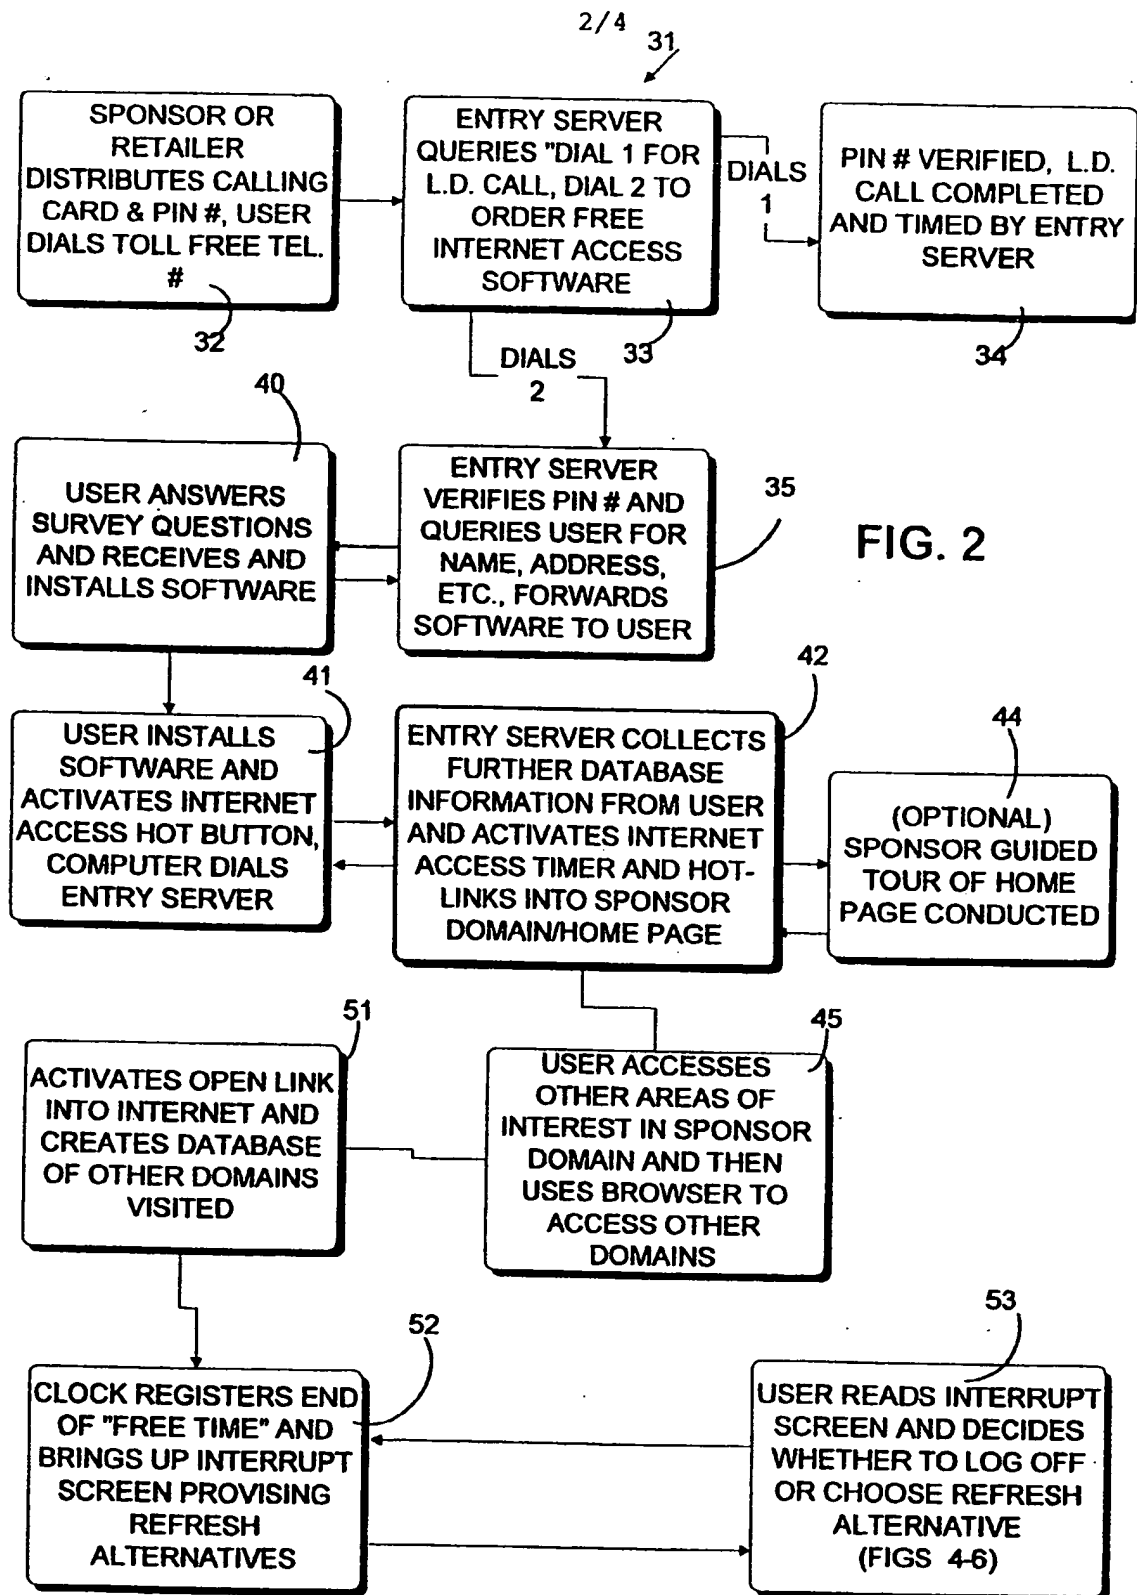 2/4
31
SPONSOR OR
RETAILER
DISTRIBUTES CALLING
CARD & PIN #, USER
DIALS TOLL FREE TEL.
#
32
ENTRY SERVER
QUERIES "DIAL 1 FOR
L.D. CALL, DIAL 2 TO
ORDER FREE
INTERNET ACCESS
SOFTWARE
33
DIALS
1
PIN # VERIFIED, L.D.
CALL COMPLETED
AND TIMED BY ENTRY
SERVER
34
DIALS
2
40
USER ANSWERS
SURVEY QUESTIONS
AND RECEIVES AND
INSTALLS SOFTWARE
ENTRY SERVER
VERIFIES PIN # AND
QUERIES USER FOR
NAME, ADDRESS,
ETC., FORWARDS
SOFTWARE TO USER
35
FIG. 2
41
USER INSTALLS
SOFTWARE AND
ACTIVATES INTERNET
ACCESS HOT BUTTON,
COMPUTER DIALS
ENTRY SERVER
42
ENTRY SERVER COLLECTS
FURTHER DATABASE
INFORMATION FROM USER
AND ACTIVATES INTERNET
ACCESS TIMER AND HOT-
LINKS INTO SPONSOR
DOMAIN/HOME PAGE
44
(OPTIONAL)
SPONSOR GUIDED
TOUR OF HOME
PAGE CONDUCTED
51
ACTIVATES OPEN LINK
INTO INTERNET AND
CREATES DATABASE
OF OTHER DOMAINS
VISITED
45
USER ACCESSES
OTHER AREAS OF
INTEREST IN SPONSOR
DOMAIN AND THEN
USES BROWSER TO
ACCESS OTHER
DOMAINS
52
CLOCK REGISTERS END
OF "FREE TIME" AND
BRINGS UP INTERRUPT
SCREEN PROVISING
REFRESH
ALTERNATIVES
53
USER READS INTERRUPT
SCREEN AND DECIDES
WHETHER TO LOG OFF
OR CHOOSE REFRESH
ALTERNATIVE
(FIGS 4-6)